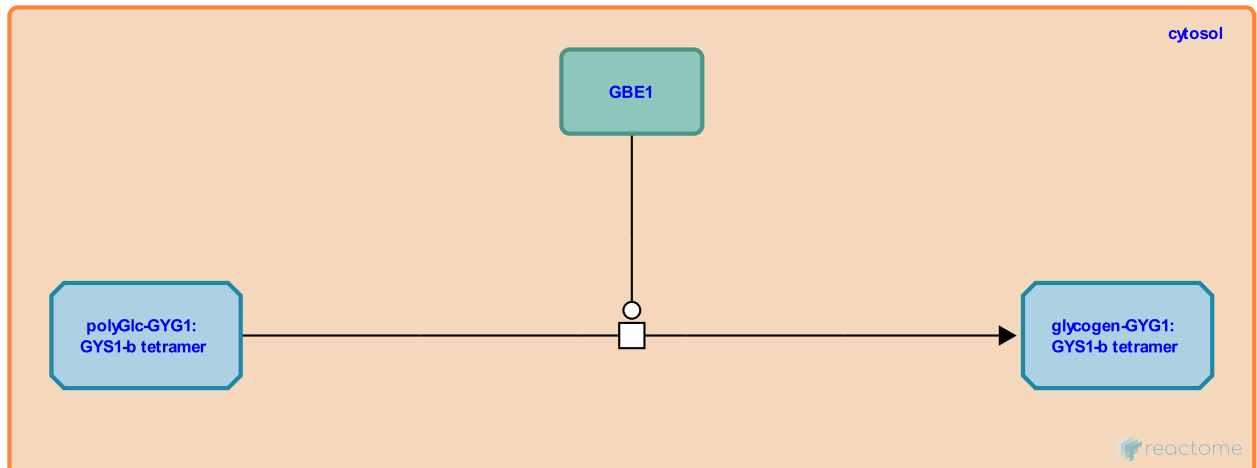 cytosol
GBE1
polyGlc-GYG1:
GYS1-b tetramer
glycogen-GYG1:
GYS1-b tetramer
reactome